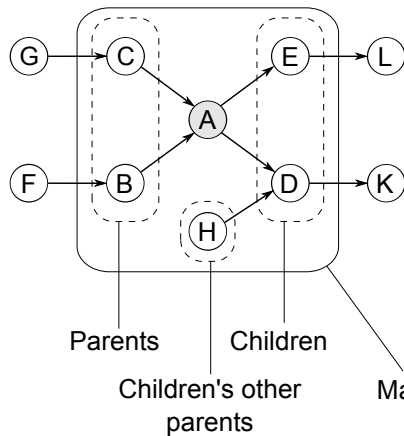 G C E L
A
F B D K
H
Parents Children
Children's other
parents